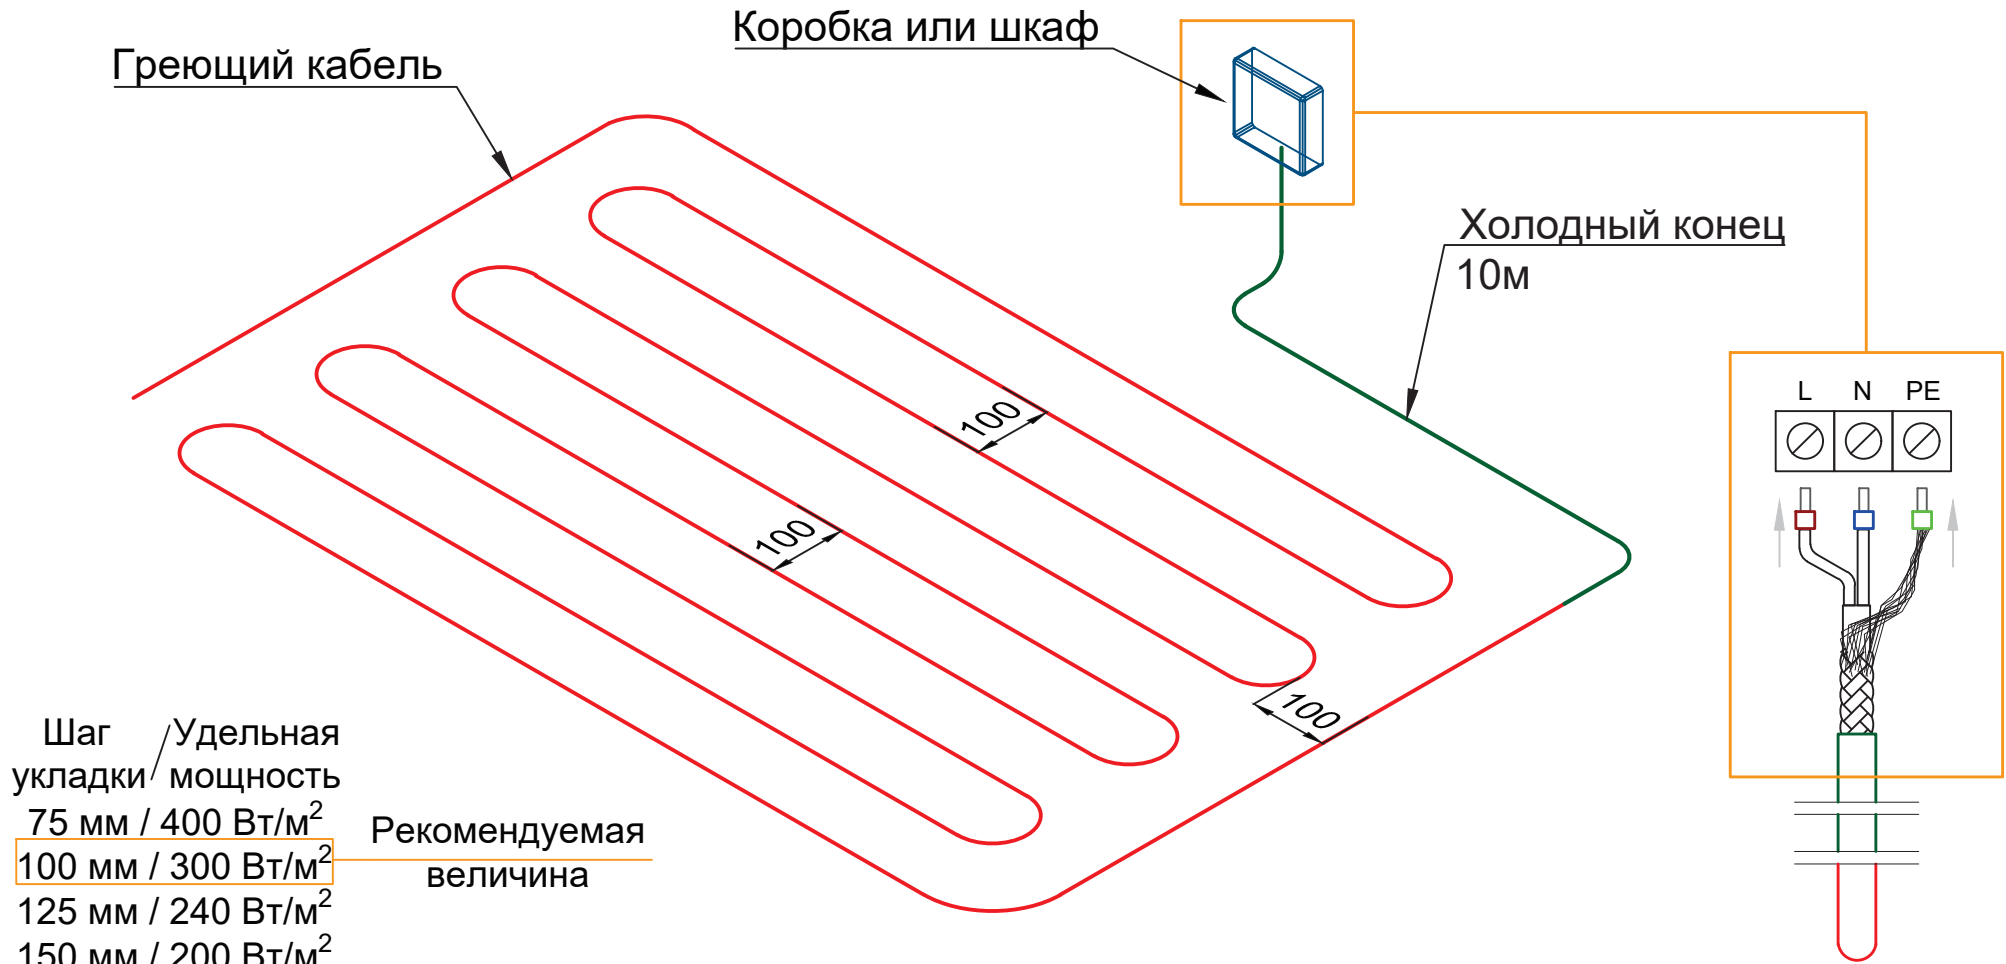 Греющий кабель
Коробка или шкаф
Холодный конец
10м
100
100
100
L N PE
Шаг / Удельная
укладки / мощность
75 мм / 400 Вт/м²
100 мм / 300 Вт/м²
125 мм / 240 Вт/м²
150 мм / 200 Вт/м²
Рекомендуемая
величина